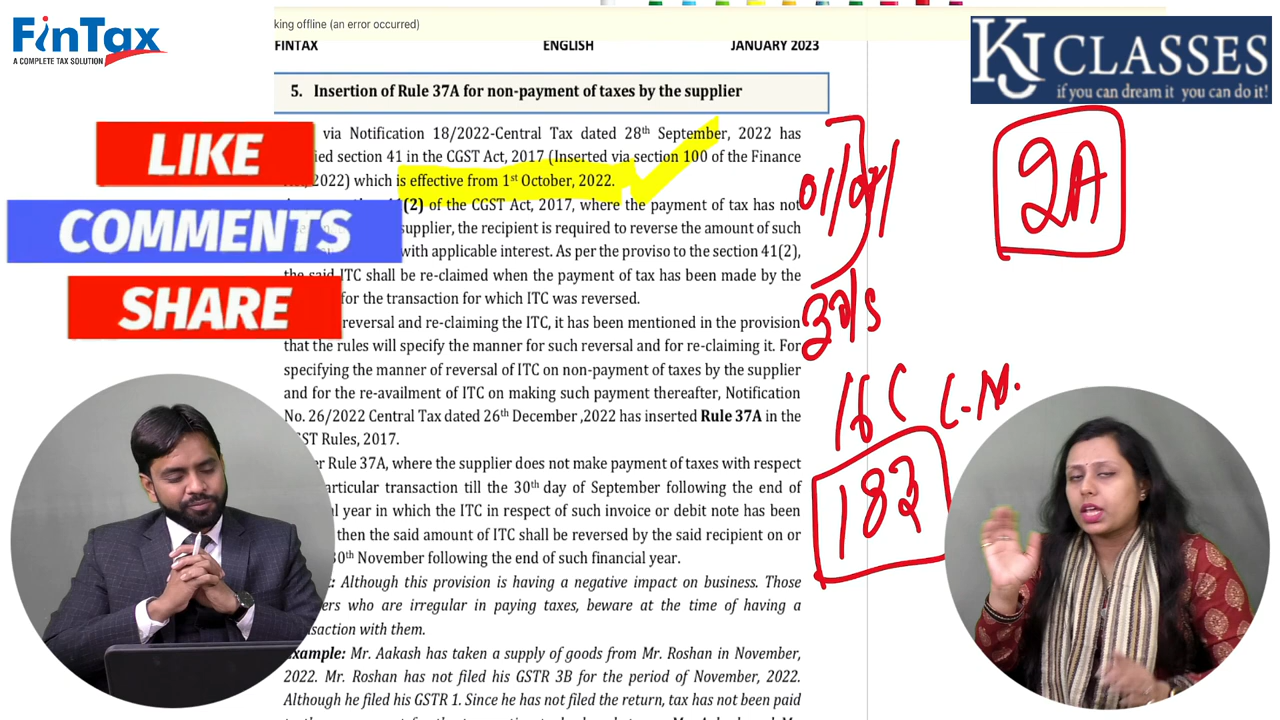 FinTax
A COMPLETE TAX SOLUTION
king offline (an error occurred)
FINTAX ENGLISH JANUARY 2023
KJ CLASSES
if you can dream it you can do it!
5. Insertion of Rule 37A for non-payment of taxes by the supplier
via Notification 18/2022-Central Tax dated 28th September, 2022 has
ied section 41 in the CGST Act, 2017 (Inserted via section 100 of the Finance
2022) which is effective from 1st October, 2022.
(2) of the CGST Act, 2017, where the payment of tax has not
supplier, the recipient is required to reverse the amount of such
with applicable interest. As per the proviso to the section 41(2),
the said ITC shall be re-claimed when the payment of tax has been made by the
for the transaction for which ITC was reversed.
reversal and re-claiming the ITC, it has been mentioned in the provision
that the rules will specify the manner for such reversal and for re-claiming it. For
specifying the manner of reversal of ITC on non-payment of taxes by the supplier
and for the re-availment of ITC on making such payment thereafter, Notification
No. 26/2022 Central Tax dated 26th December ,2022 has inserted Rule 37A in the
ST Rules, 2017.
er Rule 37A, where the supplier does not make payment of taxes with respect
articular transaction till the 30th day of September following the end of
l year in which the ITC in respect of such invoice or debit note has been
then the said amount of ITC shall be reversed by the said recipient on or
30th November following the end of such financial year.
: Although this provision is having a negative impact on business. Those
ers who are irregular in paying taxes, beware at the time of having a
nsaction with them.
xample: Mr. Aakash has taken a supply of goods from Mr. Roshan in November,
2022. Mr. Roshan has not filed his GSTR 3B for the period of November, 2022.
Although he filed his GSTR 1. Since he has not filed the return, tax has not been paid
LIKE
COMMENTS
SHARE
2A
ITC
183